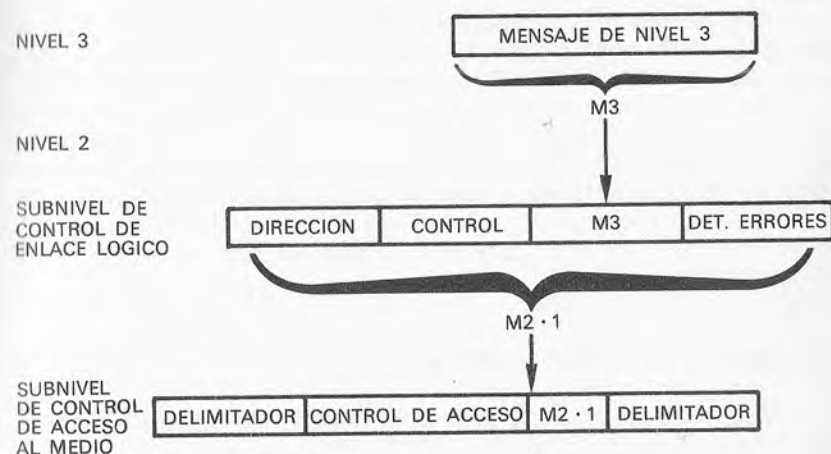 NIVEL 3
MENSAJE DE NIVEL 3
M3
NIVEL 2
SUBNIVEL DE
CONTROL DE
ENLACE LOGICO
DIRECCION CONTROL M3 DET. ERRORES
M2·1
SUBNIVEL
DE CONTROL
DE ACCESO
AL MEDIO
DELIMITADOR CONTROL DE ACCESO M2·1 DELIMITADOR